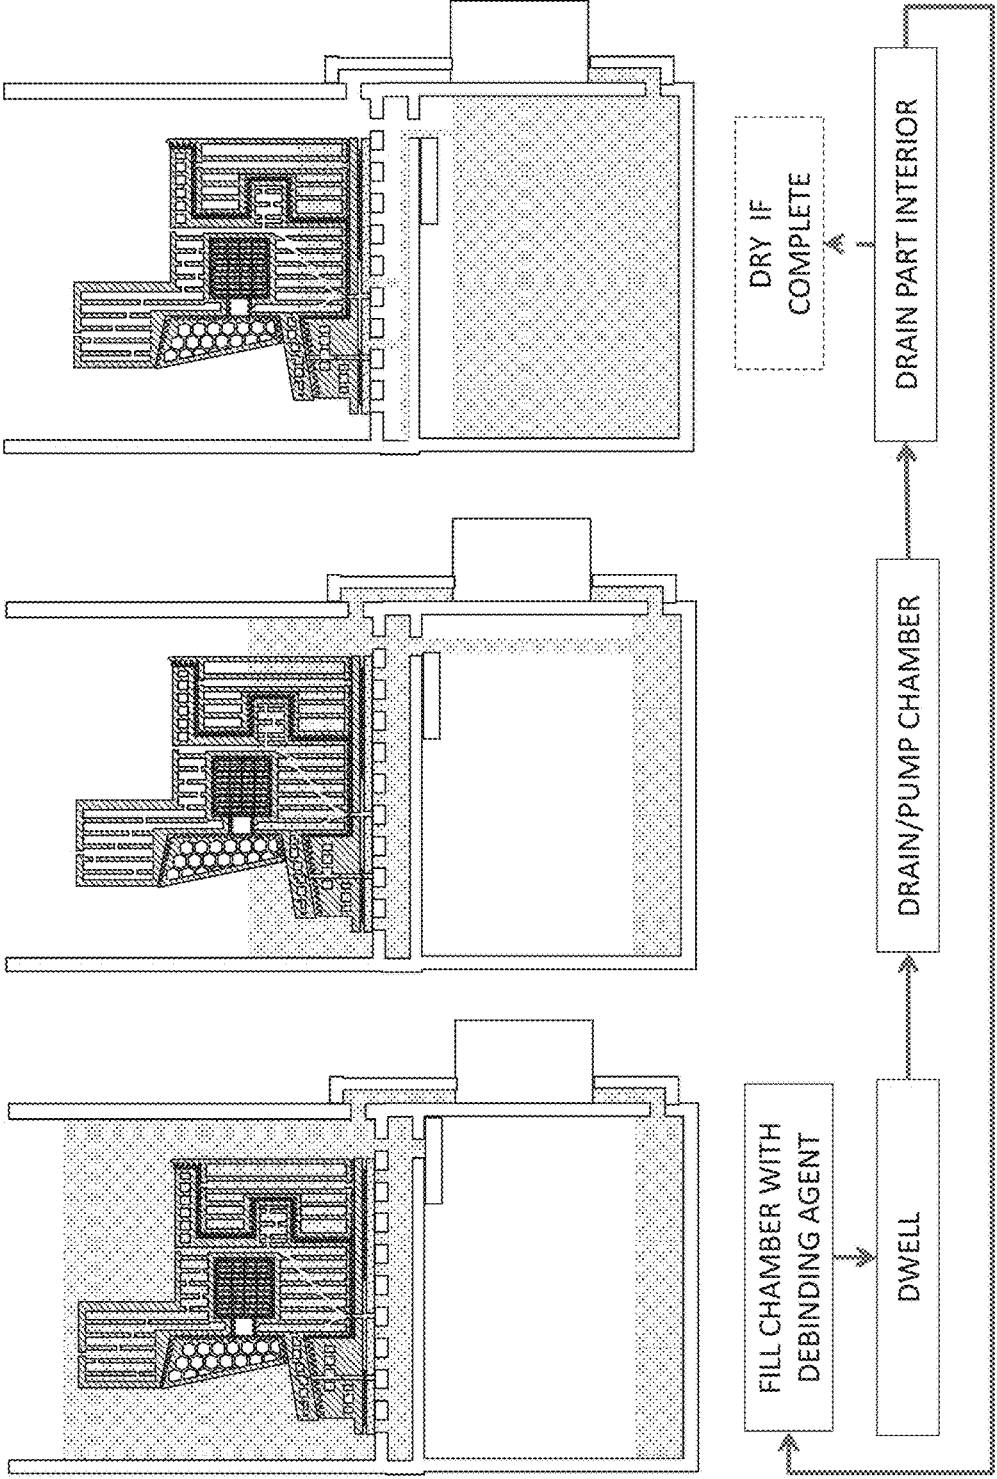 FILL CHAMBER WITH
DEBINDING AGENT
DWELL
DRAIN/PUMP CHAMBER
DRAIN PART INTERIOR
DRY IF
COMPLETE